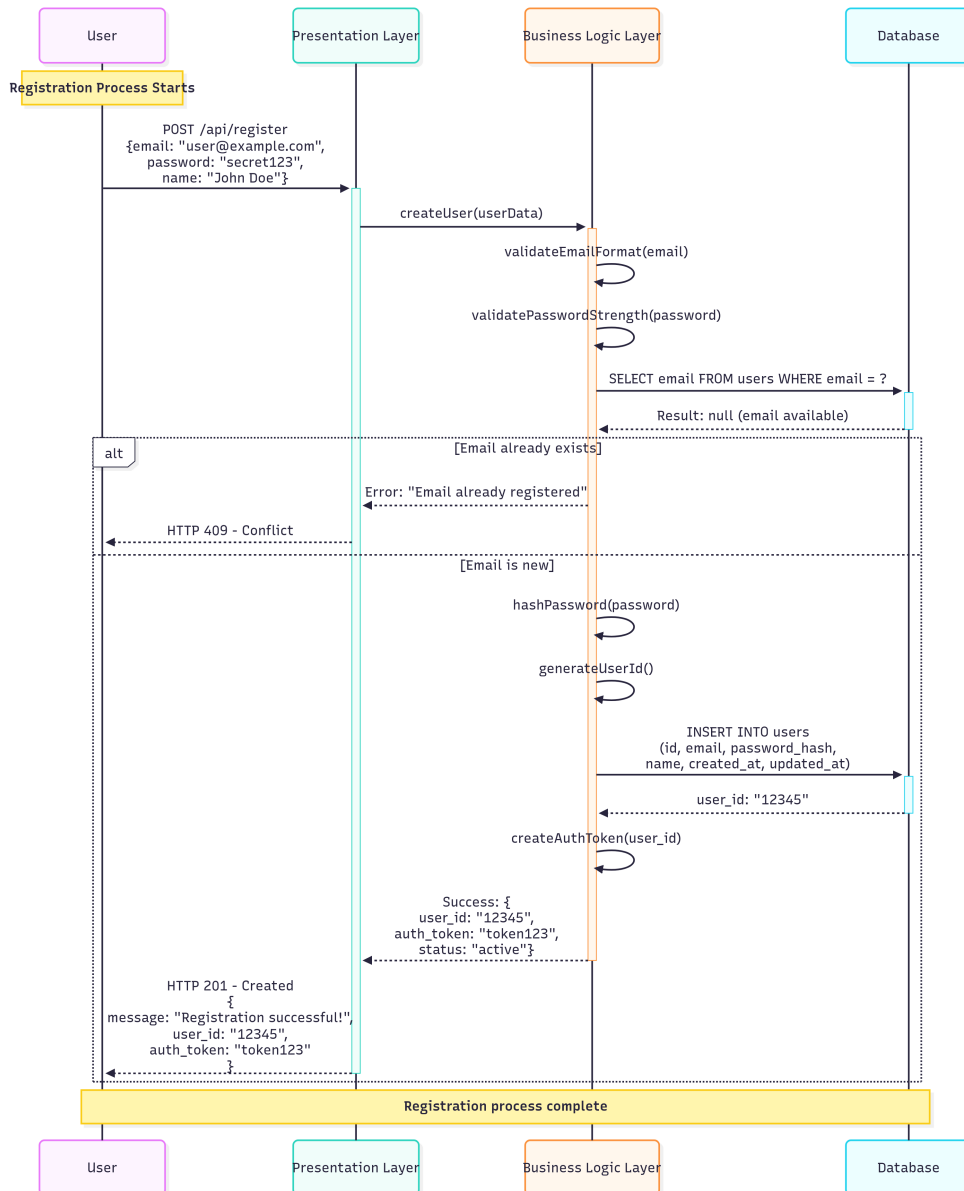 User
Presentation Layer
Business Logic Layer
Database
Registration Process Starts
POST /api/register
{email: "user@example.com",
password: "secret123",
name: "John Doe"}
createUser(userData)
validateEmailFormat(email)
validatePasswordStrength(password)
SELECT email FROM users WHERE email = ?
Result: null (email available)
alt
[Email already exists]
Error: "Email already registered"
HTTP 409 - Conflict
[Email is new]
hashPassword(password)
generateUserId()
INSERT INTO users
(id, email, password_hash,
name, created_at, updated_at)
user_id: "12345"
createAuthToken(user_id)
Success: {
user_id: "12345",
auth_token: "token123",
status: "active"}
HTTP 201 - Created
{
message: "Registration successful!",
user_id: "12345",
auth_token: "token123"
}
Registration process complete
User
Presentation Layer
Business Logic Layer
Database